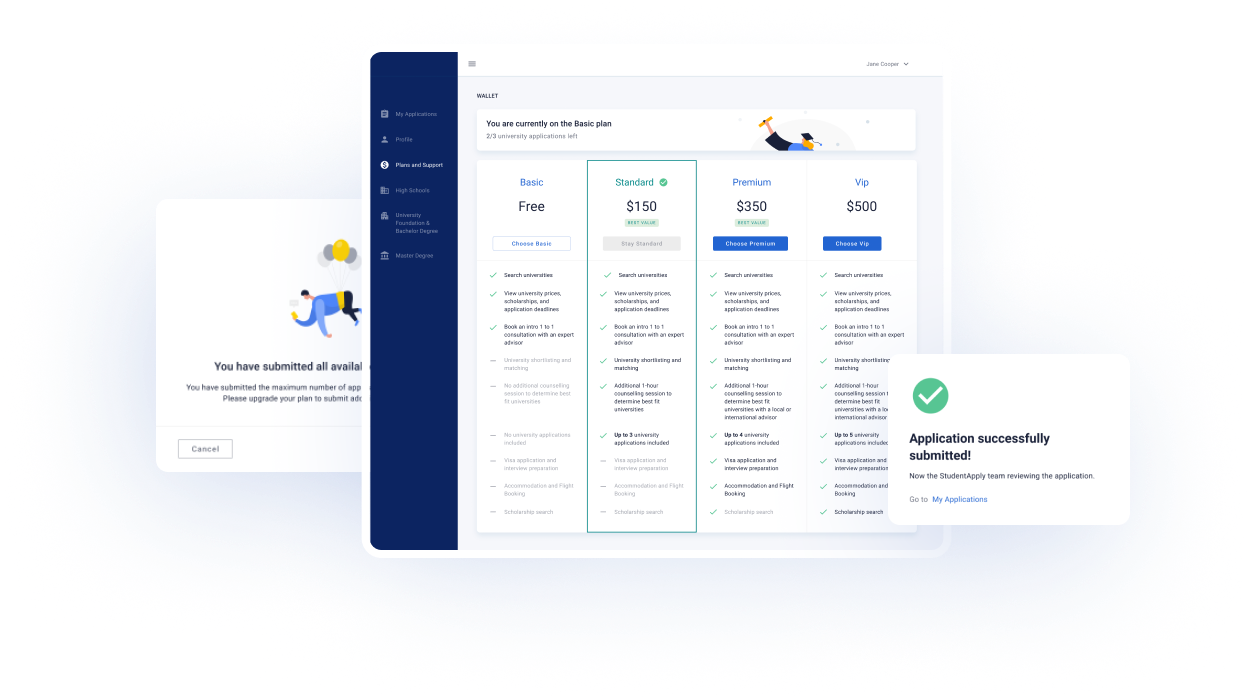 Jane Cooper
WALLET
My Applications
Profile
Plans and Support
High Schools
University
Foundation &
Bachelor Degree
Master Degree
You are currently on the Basic plan
2/3 university applications left
Basic
Free
Choose Basic
Search universities
View university prices,
scholarships, and
application deadlines
Book an intro 1 to 1
consultation with an expert
advisor
University shortlisting and
matching
No additional counselling
session to determine best
fit universities
No university applications
included
Visa application and
interview preparation
Accommodation and Flight
Booking
Scholarship search
Standard
$150
BEST VALUE
Stay Standard
Search universities
View university prices,
scholarships, and
application deadlines
Book an intro 1 to 1
consultation with an expert
advisor
University shortlisting and
matching
Additional 1-hour
counselling session to
determine best fit
universities
Up to 3 university
applications included
Visa application and
interview preparation
Accommodation and Flight
Booking
Scholarship search
Premium
$350
BEST VALUE
Choose Premium
Search universities
View university prices,
scholarships, and
application deadlines
Book an intro 1 to 1
consultation with an expert
advisor
University shortlisting and
matching
Additional 1-hour
counselling session to
determine best fit
universities with a local or
international advisor
Up to 4 university
applications included
Visa application and
interview preparation
Accommodation and Flight
Booking
Scholarship search
Vip
$500
Choose Vip
Search universities
View university prices,
scholarships, and
application deadlines
Book an intro 1 to 1
consultation with an expert
advisor
University shortlisting
matching
Additional 1-hour
counselling session t
determine best fit
universities with a loc
international advisor
Up to 5 university
applications included
Visa application and
interview preparation
Accommodation and
Booking
Scholarship search
You have submitted all availa
You have submitted the maximum number of app
Please upgrade your plan to submit add
Cancel
Application successfully
submitted!
Now the StudentApply team reviewing the application.
Go to My Applications